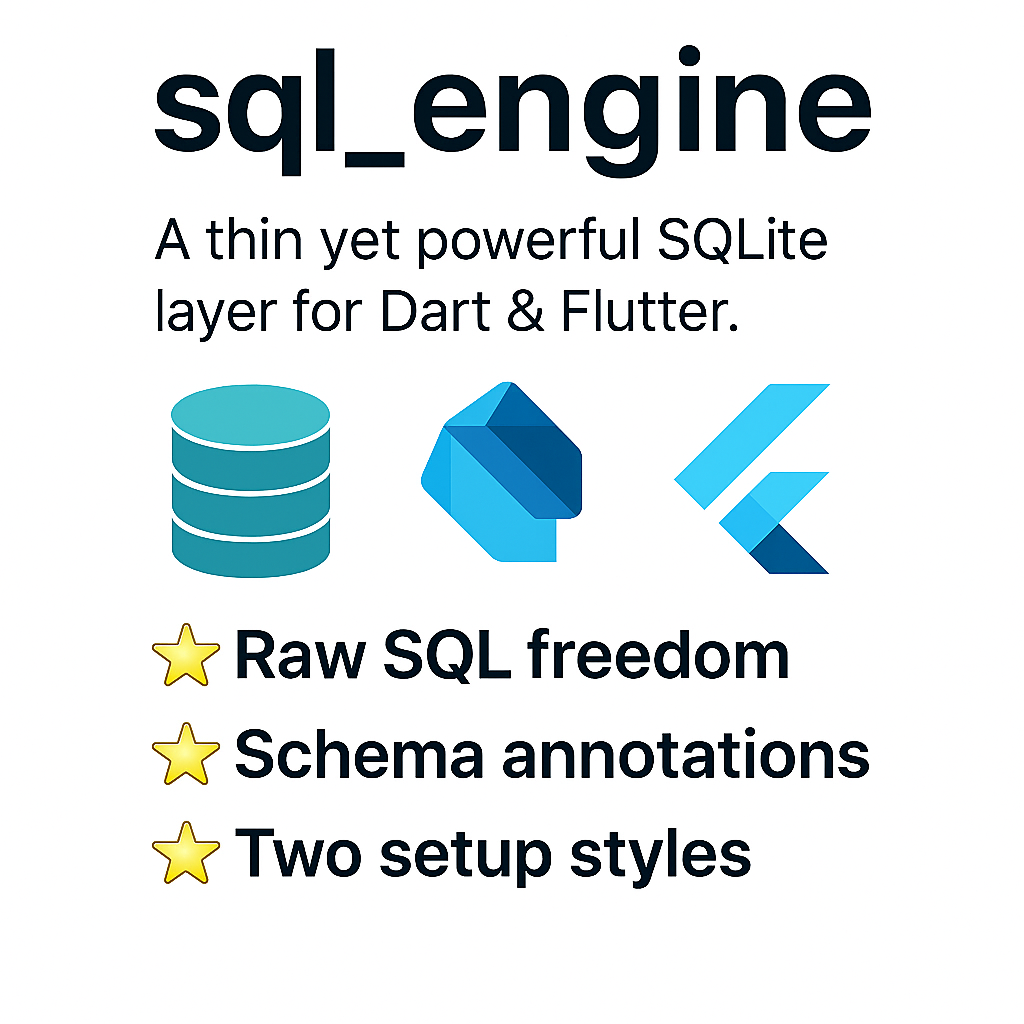 sql_engine
A thin yet powerful SQLite
layer for Dart & Flutter.
Raw SQL freedom
Schema annotations
Two setup styles